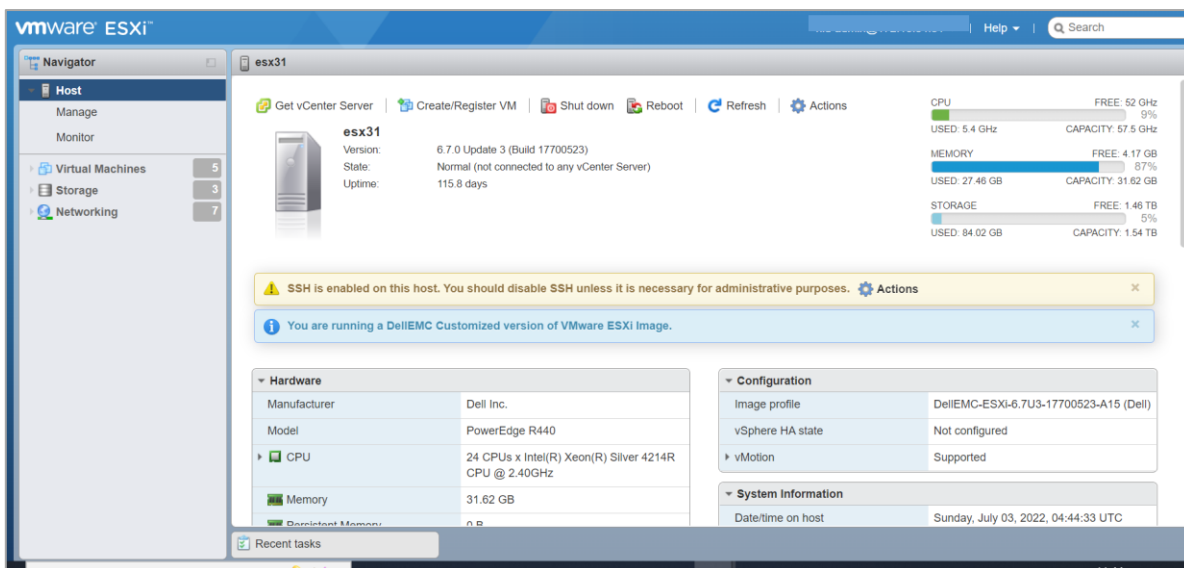 vmware ESXi™
Help
Search
Navigator
Host
Manage
Monitor
Virtual Machines 5
Storage 3
Networking 7
esx31
Get vCenter Server Create/Register VM Shut down Reboot Refresh Actions
esx31
Version: 6.7.0 Update 3 (Build 17700523)
State: Normal (not connected to any vCenter Server)
Uptime: 115.8 days
CPU FREE: 52 GHz
9%
USED: 5.4 GHz CAPACITY: 57.5 GHz
MEMORY FREE: 4.17 GB
87%
USED: 27.46 GB CAPACITY: 31.62 GB
STORAGE FREE: 1.46 TB
5%
USED: 84.02 GB CAPACITY: 1.54 TB
SSH is enabled on this host. You should disable SSH unless it is necessary for administrative purposes. Actions
You are running a DellEMC Customized version of VMware ESXi Image.
Hardware
Manufacturer Dell Inc.
Model PowerEdge R440
CPU 24 CPUs x Intel(R) Xeon(R) Silver 4214R
CPU @ 2.40GHz
Memory 31.62 GB
Persistent Memory 0 B
Configuration
Image profile DellEMC-ESXi-6.7U3-17700523-A15 (Dell)
vSphere HA state Not configured
vMotion Supported
System Information
Date/time on host Sunday, July 03, 2022, 04:44:33 UTC
Recent tasks